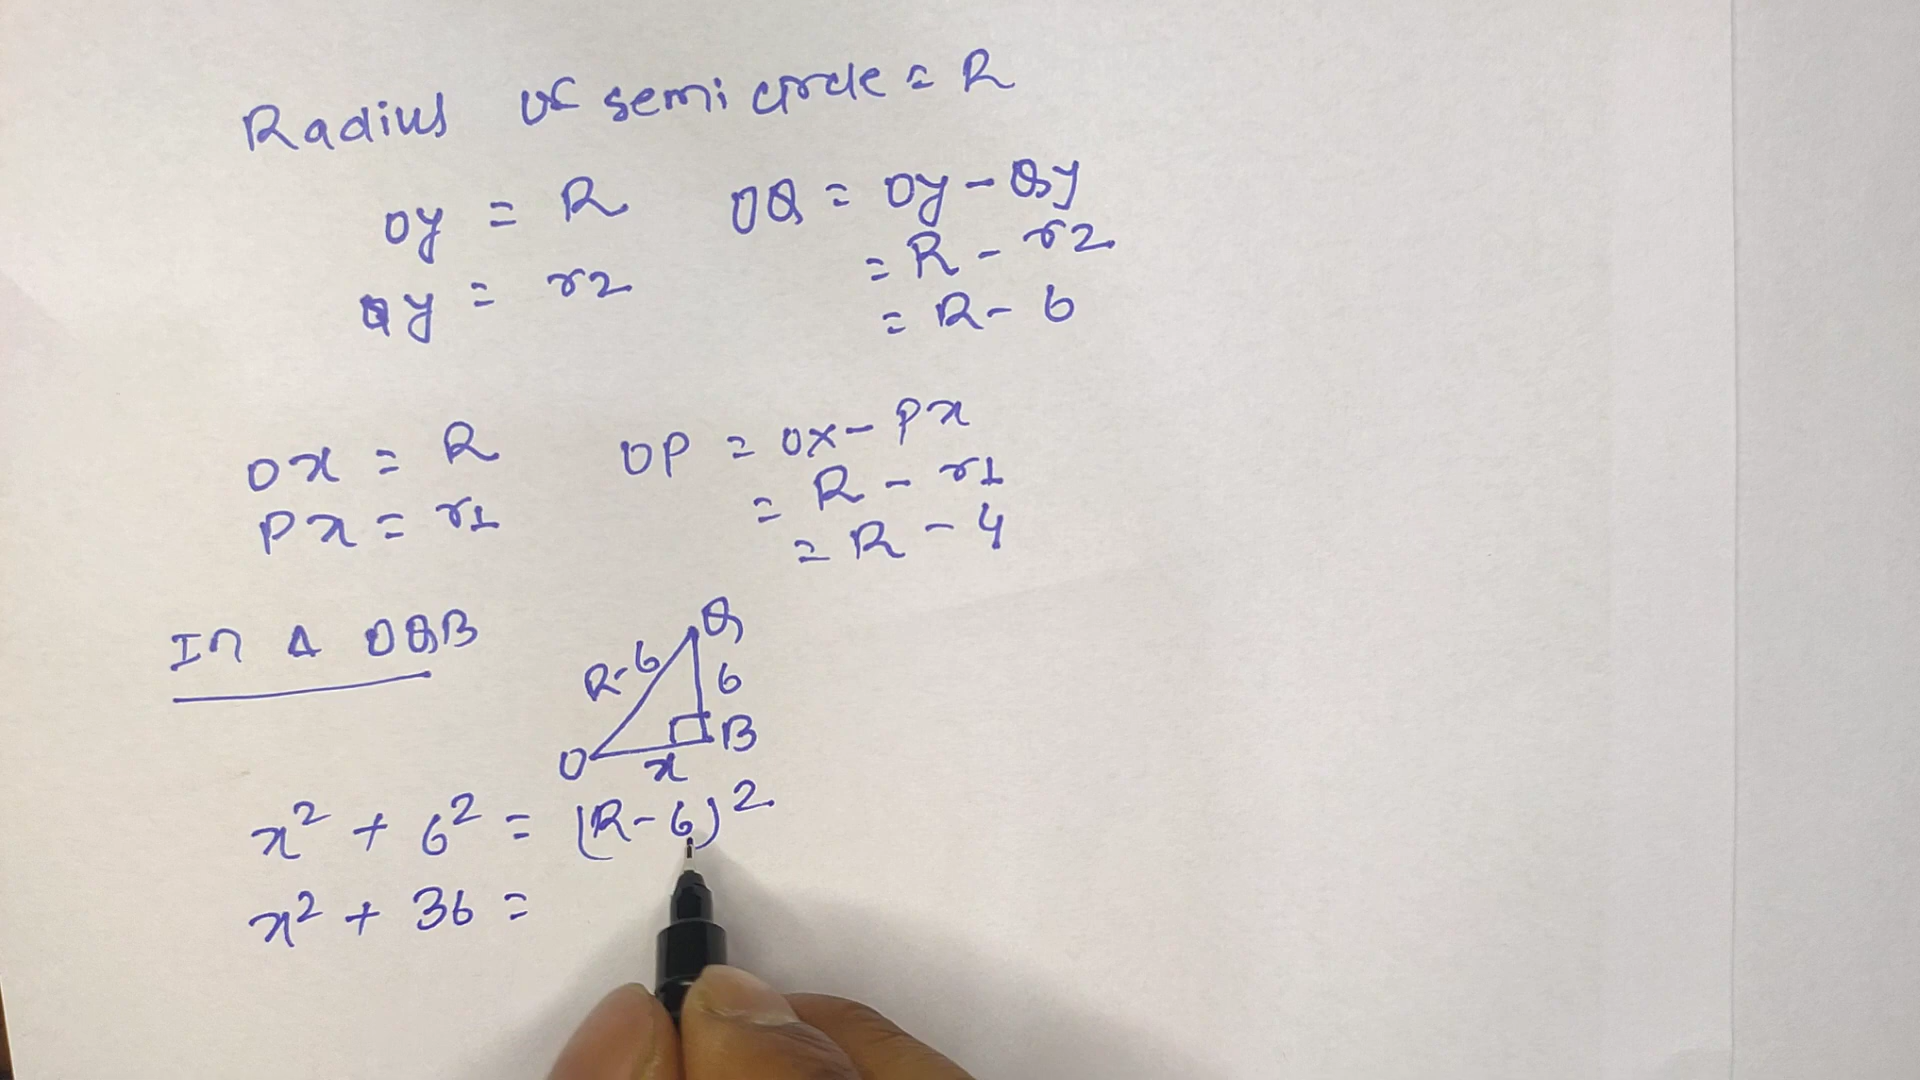 Radius of semi circle = R
OY = R
QY = r2
OQ = OY - QY
= R - r2
= R - 6
OX = R
PX = r1
OP = OX - PX
= R - r1
= R - 4
In Δ OQB
Q
R-6
6
O
B
x
x² + 6² = (R-6)²
x² + 36 =